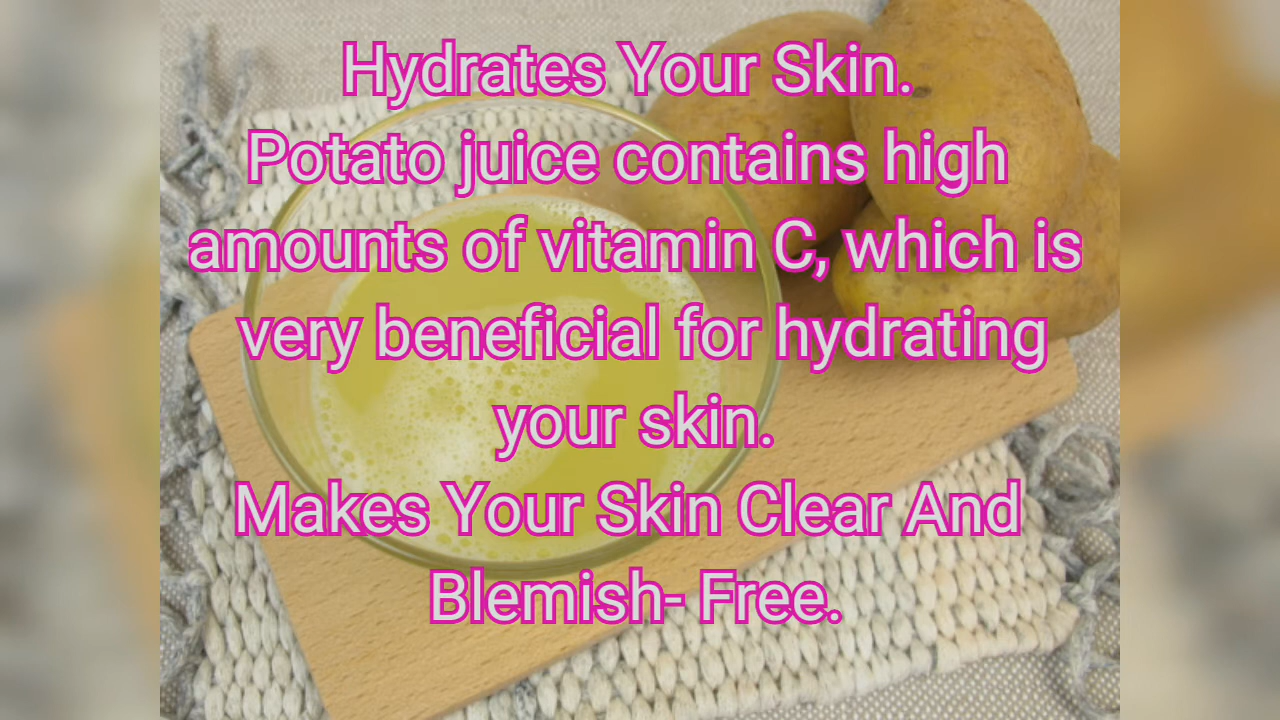 Hydrates Your Skin.
Potato juice contains high
amounts of vitamin C, which is
very beneficial for hydrating
your skin.
Makes Your Skin Clear And
Blemish- Free.